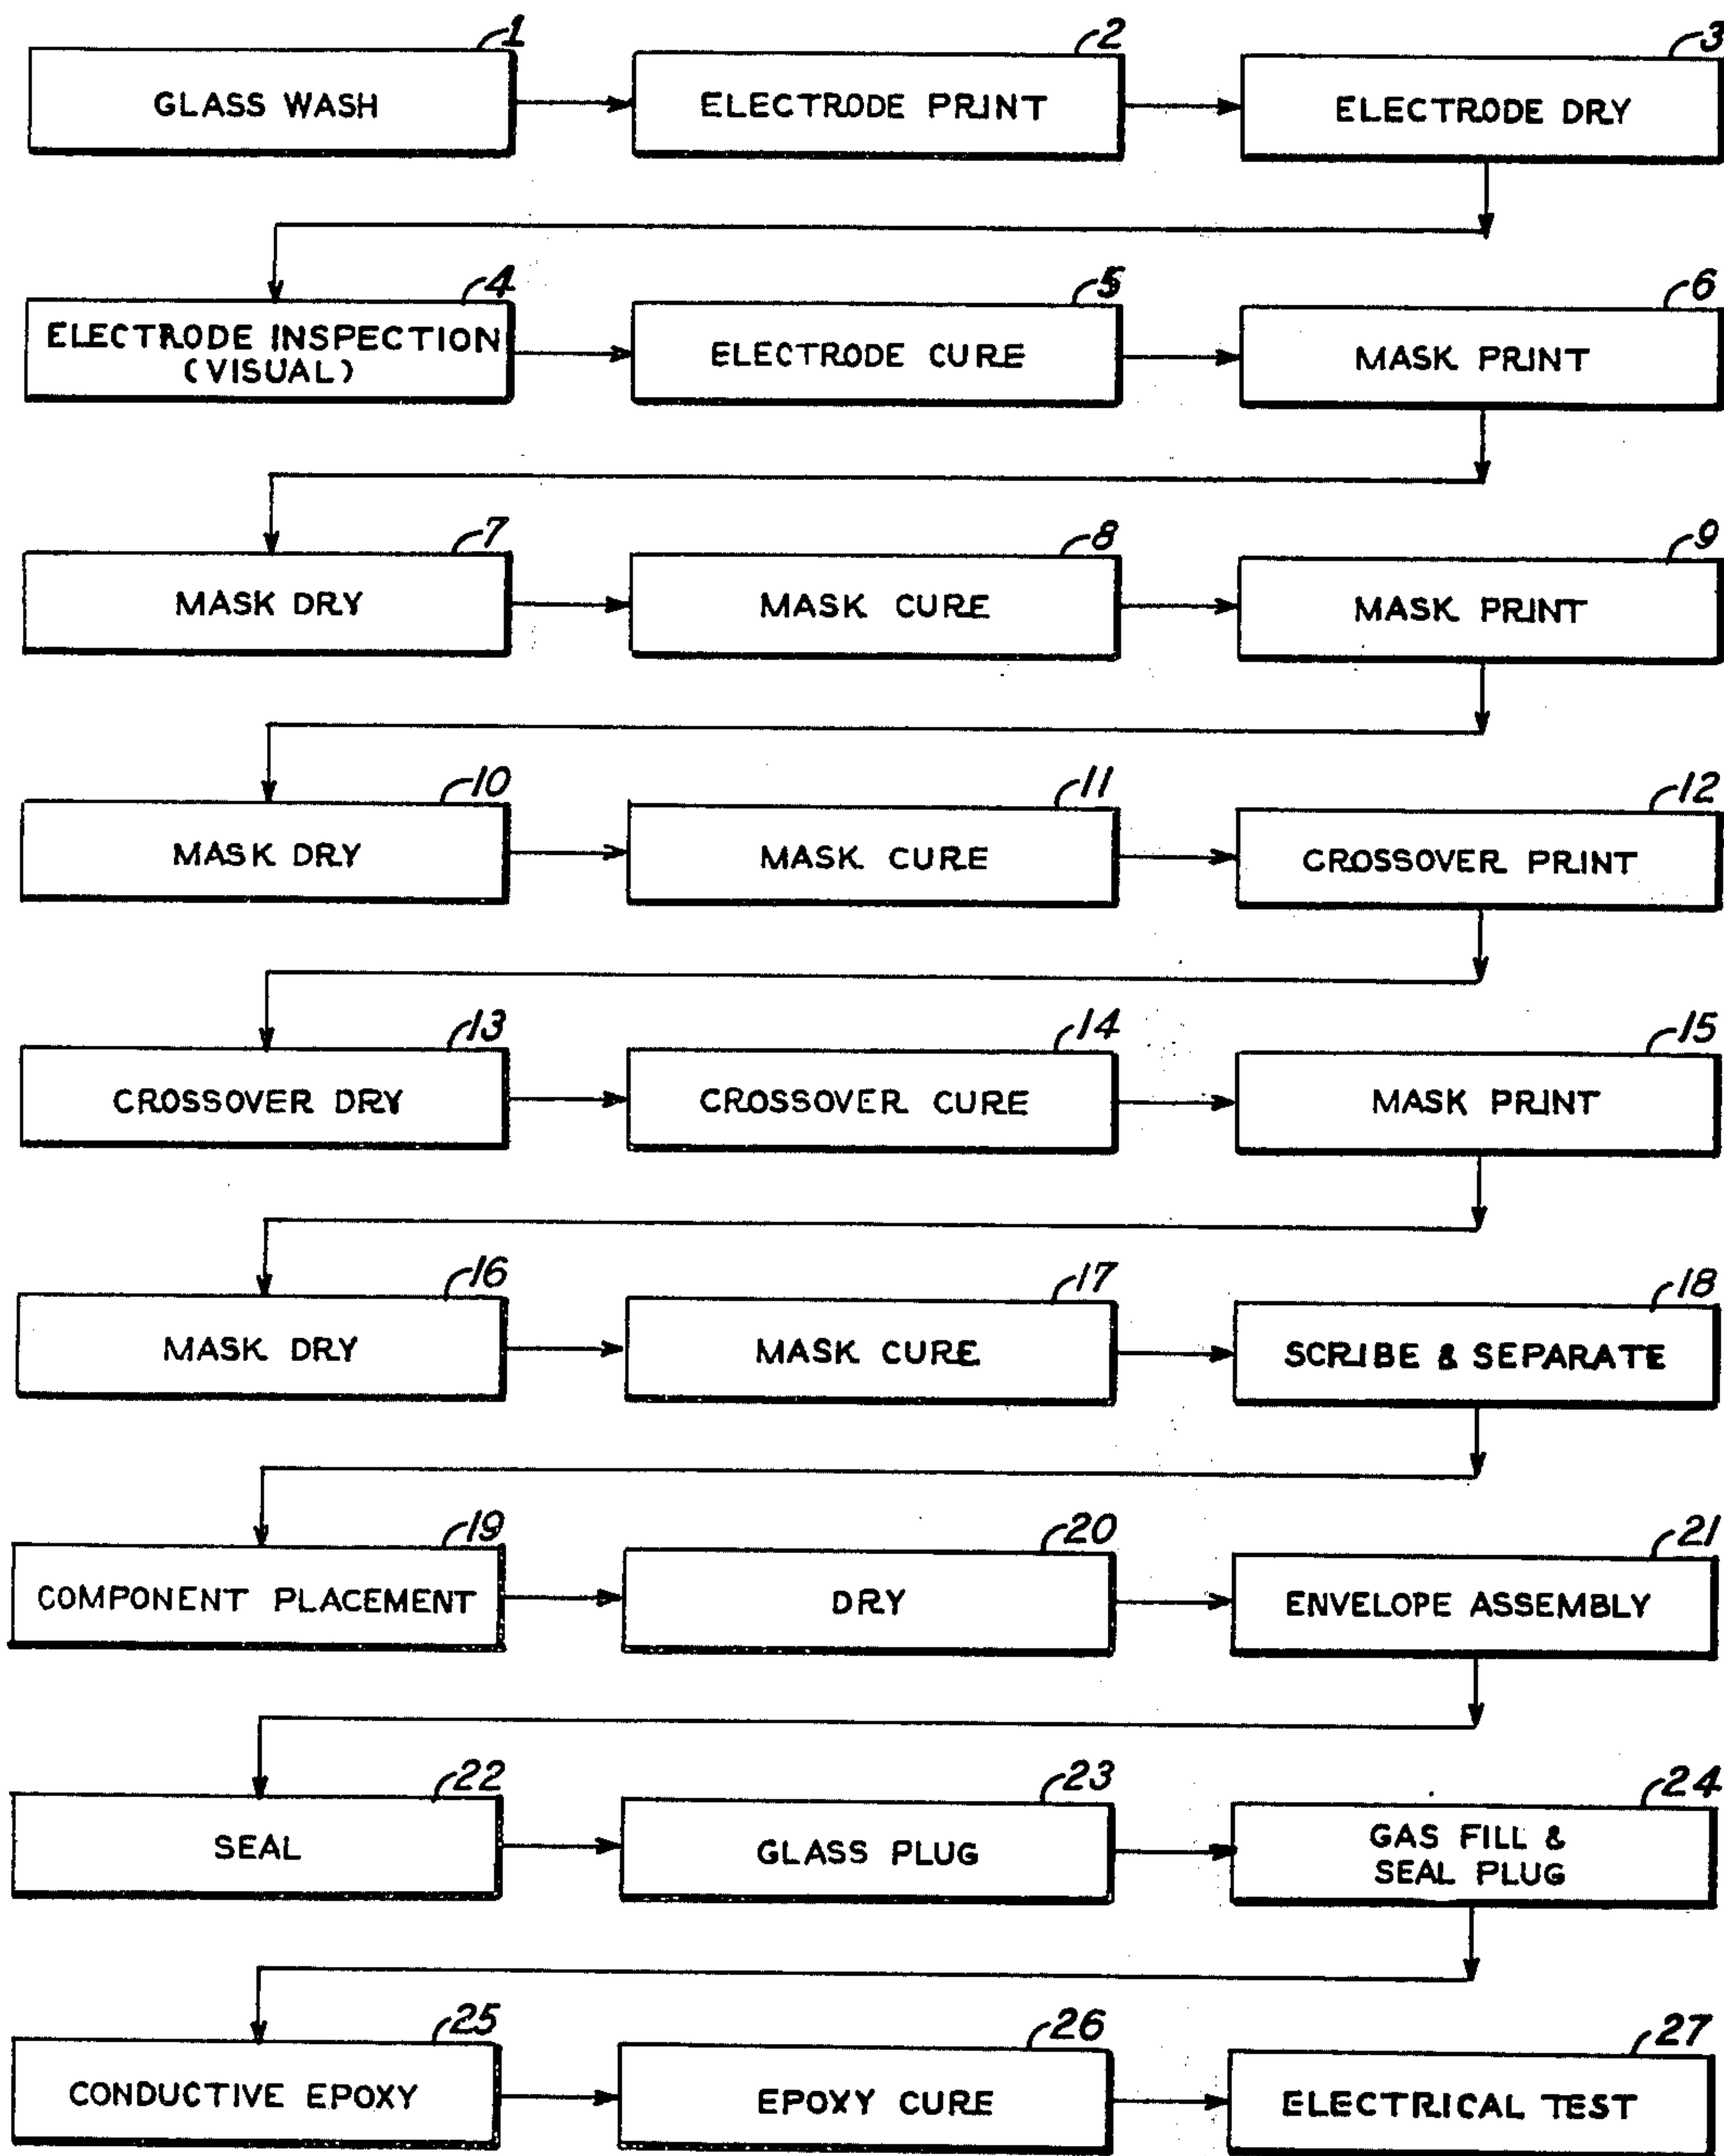 1
GLASS WASH
2
ELECTRODE PRINT
3
ELECTRODE DRY
4
ELECTRODE INSPECTION
(VISUAL)
5
ELECTRODE CURE
6
MASK PRINT
7
MASK DRY
8
MASK CURE
9
MASK PRINT
10
MASK DRY
11
MASK CURE
12
CROSSOVER PRINT
13
CROSSOVER DRY
14
CROSSOVER CURE
15
MASK PRINT
16
MASK DRY
17
MASK CURE
18
SCRIBE & SEPARATE
19
COMPONENT PLACEMENT
20
DRY
21
ENVELOPE ASSEMBLY
22
SEAL
23
GLASS PLUG
24
GAS FILL &
SEAL PLUG
25
CONDUCTIVE EPOXY
26
EPOXY CURE
27
ELECTRICAL TEST